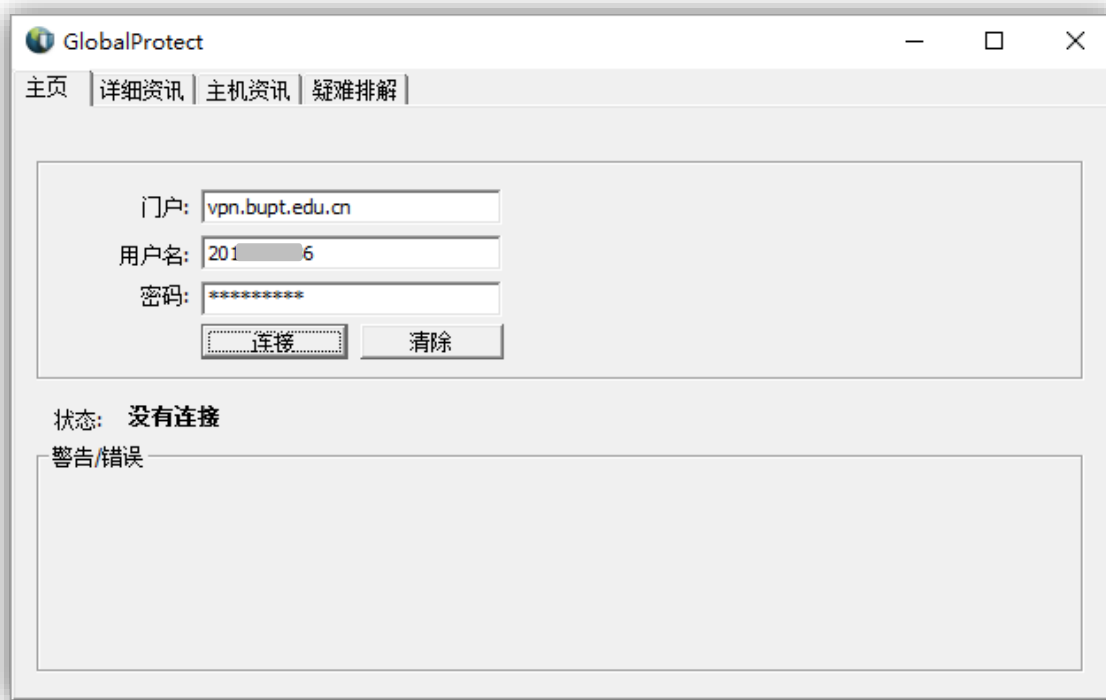 GlobalProtect
主页 详细资讯 主机资讯 疑难排解
门户: vpn.bupt.edu.cn
用户名: 201 6
密码: *********
连接 清除
状态: 没有连接
警告/错误